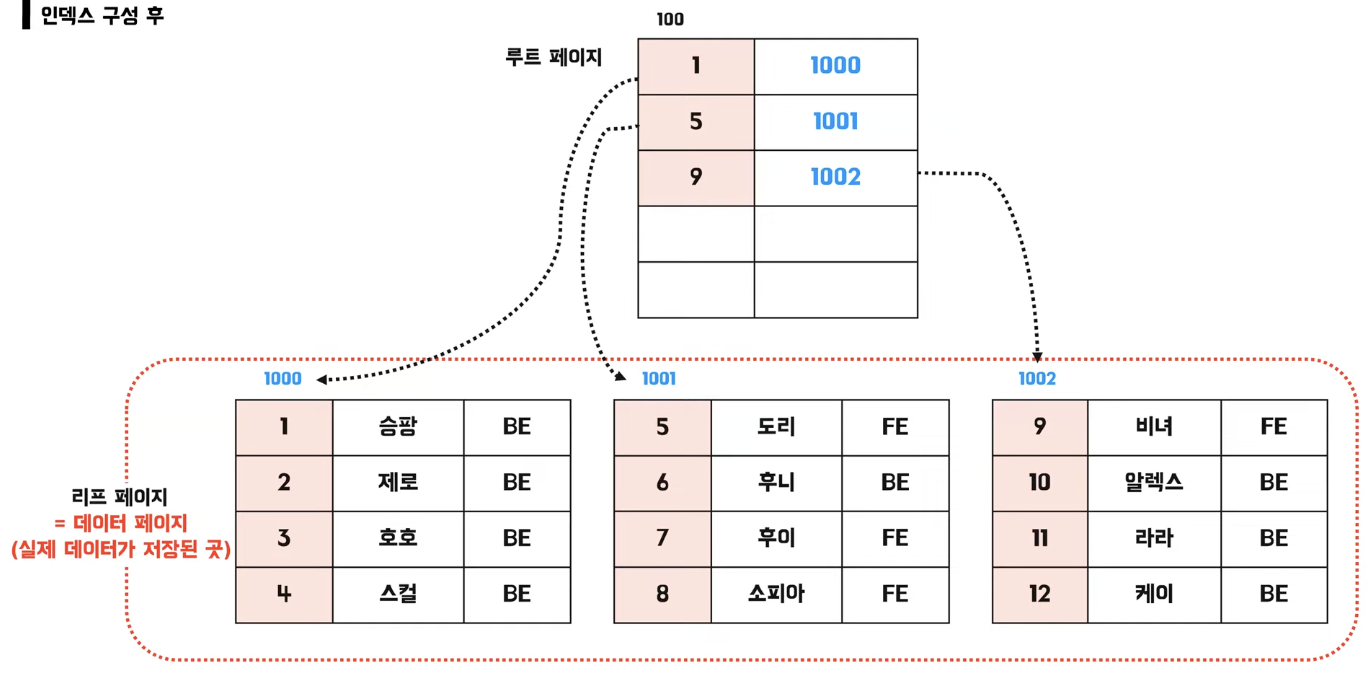 인덱스 구성 후
100
루트 페이지
1 1000
5 1001
9 1002
1000
1 승팡 BE
2 제로 BE
3 호호 BE
4 스컬 BE
1001
5 도리 FE
6 후니 BE
7 후이 FE
8 소피아 FE
1002
9 비녀 FE
10 알렉스 BE
11 라라 BE
12 케이 BE
리프 페이지
= 데이터 페이지
(실제 데이터가 저장된 곳)